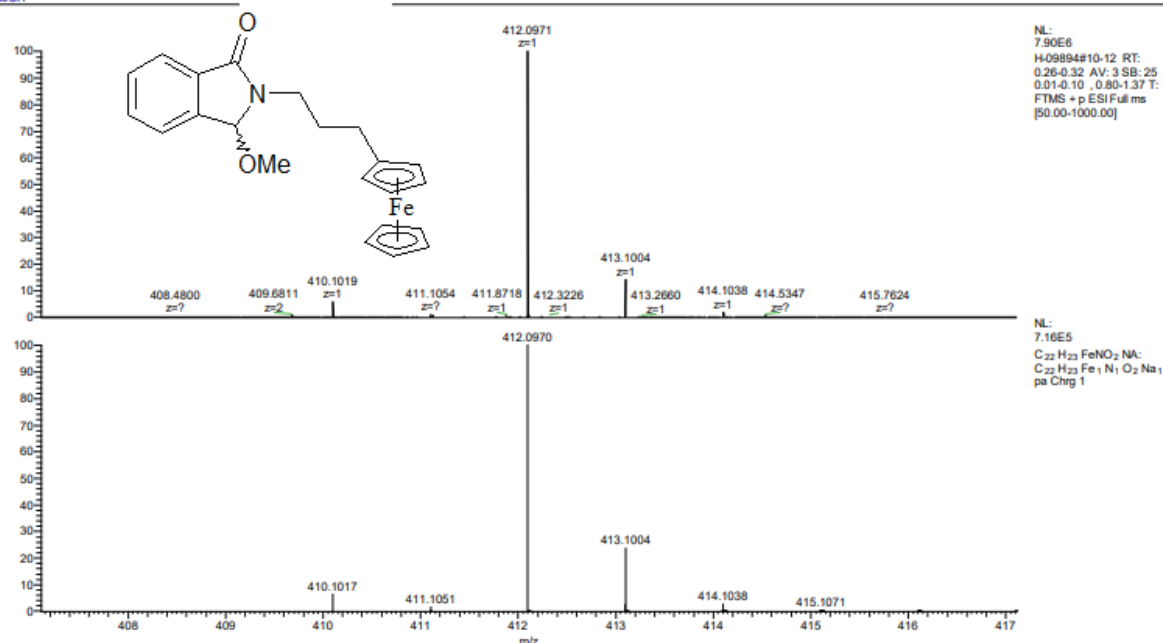 NL:
7.90E6
H-09894#10-12 RT:
0.26-0.32 AV: 3 SB: 25
0.01-0.10 , 0.80-1.37 T:
FTMS + p ESI Full ms
[50.00-1000.00]
412.0971
z=1
100
90
80
70
60
50
40
30
20
10
0
O
N
OMe
Fe
408.4800
z=?
409.6811
z=2
410.1019
z=1
411.1054
z=?
411.8718
z=1
412.3226
z=1
413.1004
z=1
413.2660
z=1
414.1038
z=1
414.5347
z=?
415.7624
z=?
NL:
7.16E5
C22 H23 FeNO2 NA:
C22 H23 Fe1 N1 O2 Na1
pa Chrg 1
412.0970
100
90
80
70
60
50
40
30
20
10
0
410.1017
411.1051
413.1004
414.1038
415.1071
408
409
410
411
412
413
414
415
416
417
m/z